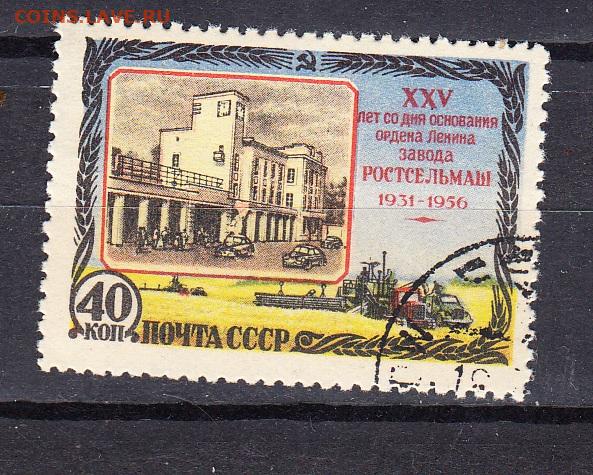 COINS.LAVE.RU
XXV
ЛЕТ СО ДНЯ ОСНОВАНИЯ
ОРДЕНА ЛЕНИНА
ЗАВОДА
РОСТСЕЛЬМАШ
1931-1956
40
КОП
ПОЧТА СССР